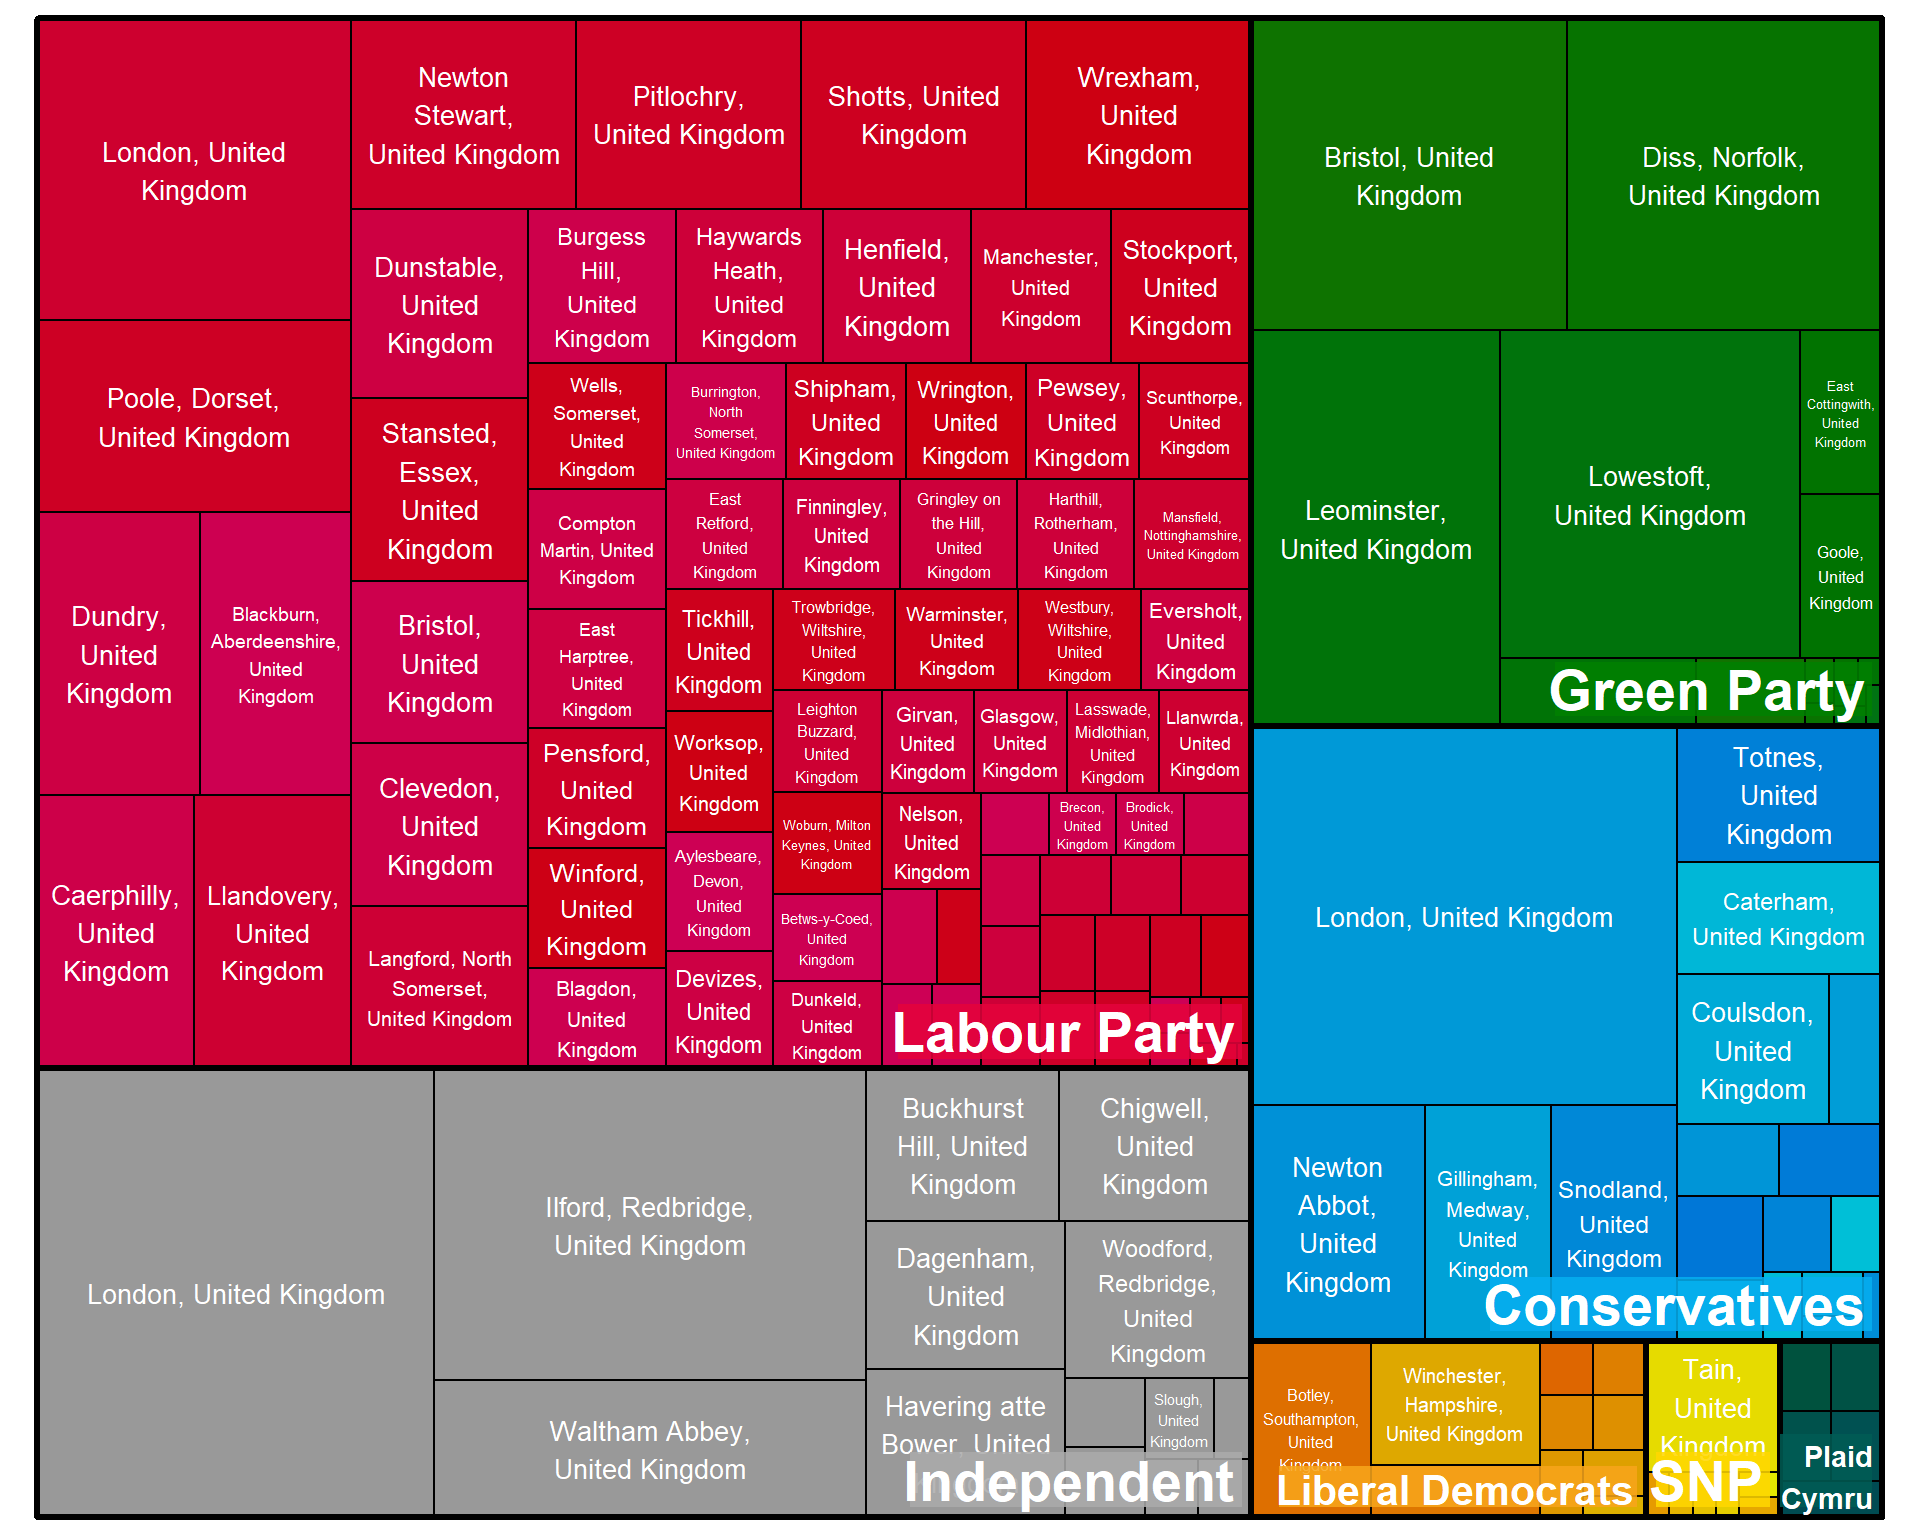 London, United
Kingdom
Newton
Stewart,
United Kingdom
Pitlochry,
United Kingdom
Shotts, United
Kingdom
Wrexham,
United
Kingdom
Poole, Dorset,
United Kingdom
Dunstable,
United
Kingdom
Burgess
Hill,
United
Kingdom
Haywards
Heath,
United
Kingdom
Henfield,
United
Kingdom
Manchester,
United
Kingdom
Stockport,
United
Kingdom
Stansted,
Essex,
United
Kingdom
Wells,
Somerset,
United
Kingdom
Burrington,
North
Somerset,
United Kingdom
Shipham,
United
Kingdom
Wrington,
United
Kingdom
Pewsey,
United
Kingdom
Scunthorpe,
United
Kingdom
Compton
Martin, United
Kingdom
East
Retford,
United
Kingdom
Finningley,
United
Kingdom
Gringley on
the Hill,
United
Kingdom
Harthill,
Rotherham,
United
Kingdom
Mansfield,
Nottinghamshire,
United Kingdom
Dundry,
United
Kingdom
Blackburn,
Aberdeenshire,
United
Kingdom
Bristol,
United
Kingdom
East
Harptree,
United
Kingdom
Tickhill,
United
Kingdom
Trowbridge,
Wiltshire,
United
Kingdom
Warminster,
United
Kingdom
Westbury,
Wiltshire,
United
Kingdom
Eversholt,
United
Kingdom
Clevedon,
United
Kingdom
Pensford,
United
Kingdom
Worksop,
United
Kingdom
Leighton
Buzzard,
United
Kingdom
Girvan,
United
Kingdom
Glasgow,
United
Kingdom
Lasswade,
Midlothian,
United
Kingdom
Llanwrda,
United
Kingdom
Caerphilly,
United
Kingdom
Llandovery,
United
Kingdom
Langford, North
Somerset,
United Kingdom
Winford,
United
Kingdom
Blagdon,
United
Kingdom
Aylesbeare,
Devon,
United
Kingdom
Devizes,
United
Kingdom
Woburn, Milton
Keynes, United
Kingdom
Betws-y-Coed,
United
Kingdom
Dunkeld,
United
Kingdom
Nelson,
United
Kingdom
Brecon,
United
Kingdom
Brodick,
United
Kingdom
Labour Party
Bristol, United
Kingdom
Diss, Norfolk,
United Kingdom
Leominster,
United Kingdom
Lowestoft,
United Kingdom
East
Cottingwith,
United
Kingdom
Goole,
United
Kingdom
Green Party
London, United Kingdom
Totnes,
United
Kingdom
Caterham,
United Kingdom
Coulsdon,
United
Kingdom
Newton
Abbot,
United
Kingdom
Gillingham,
Medway,
United
Kingdom
Snodland,
United
Kingdom
Conservatives
London, United Kingdom
Ilford, Redbridge,
United Kingdom
Waltham Abbey,
United Kingdom
Buckhurst
Hill, United
Kingdom
Chigwell,
United
Kingdom
Dagenham,
United
Kingdom
Woodford,
Redbridge,
United
Kingdom
Havering atte
Bower, United
Slough,
United
Kingdom
Independent
Botley,
Southampton,
United
Kingdom
Winchester,
Hampshire,
United Kingdom
Liberal Democrats
Tain,
United
Kingdom
SNP
Plaid
Cymru